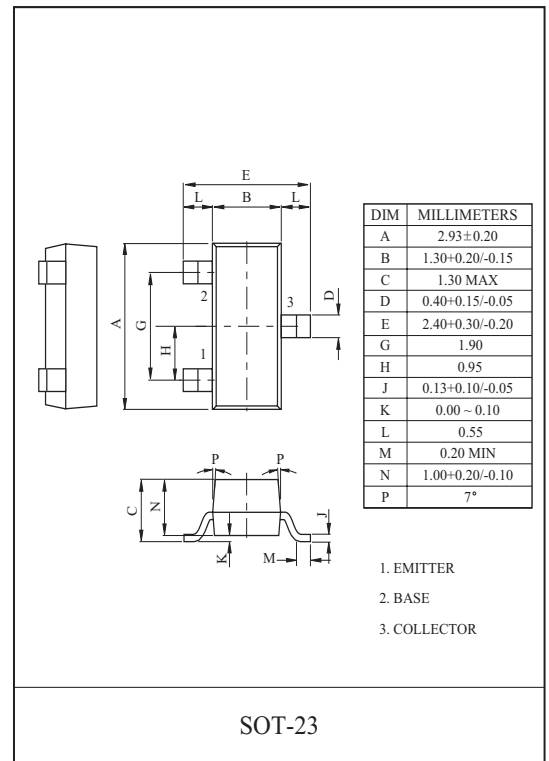 E
L B L
A
G
H
2
1
3
D
P P
C
N
K
M
J
DIM MILLIMETERS
A 2.93±0.20
B 1.30+0.20/-0.15
C 1.30 MAX
D 0.40+0.15/-0.05
E 2.40+0.30/-0.20
G 1.90
H 0.95
J 0.13+0.10/-0.05
K 0.00 ~ 0.10
L 0.55
M 0.20 MIN
N 1.00+0.20/-0.10
P 7°
1. EMITTER
2. BASE
3. COLLECTOR
SOT-23